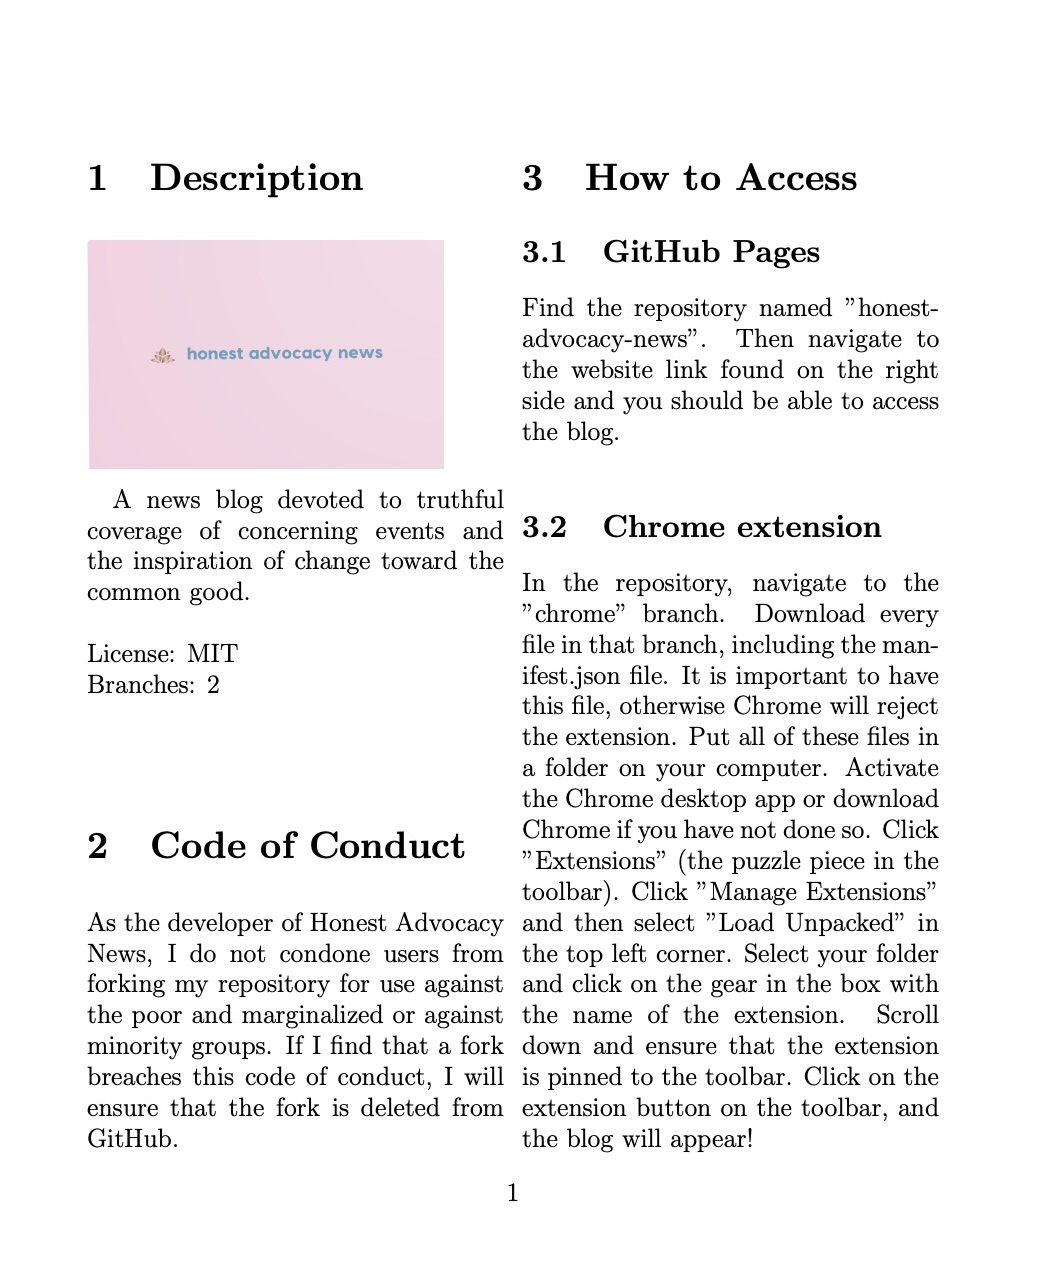 1 Description
honest advocacy news
A news blog devoted to truthful
coverage of concerning events and
the inspiration of change toward the
common good.
License: MIT
Branches: 2
2 Code of Conduct
As the developer of Honest Advocacy
News, I do not condone users from
forking my repository for use against
the poor and marginalized or against
minority groups. If I find that a fork
breaches this code of conduct, I will
ensure that the fork is deleted from
GitHub.
3 How to Access
3.1 GitHub Pages
Find the repository named ”honest-
advocacy-news”. Then navigate to
the website link found on the right
side and you should be able to access
the blog.
3.2 Chrome extension
In the repository, navigate to the
”chrome” branch. Download every
file in that branch, including the man-
ifest.json file. It is important to have
this file, otherwise Chrome will reject
the extension. Put all of these files in
a folder on your computer. Activate
the Chrome desktop app or download
Chrome if you have not done so. Click
”Extensions” (the puzzle piece in the
toolbar). Click ”Manage Extensions”
and then select ”Load Unpacked” in
the top left corner. Select your folder
and click on the gear in the box with
the name of the extension. Scroll
down and ensure that the extension
is pinned to the toolbar. Click on the
extension button on the toolbar, and
the blog will appear!
1